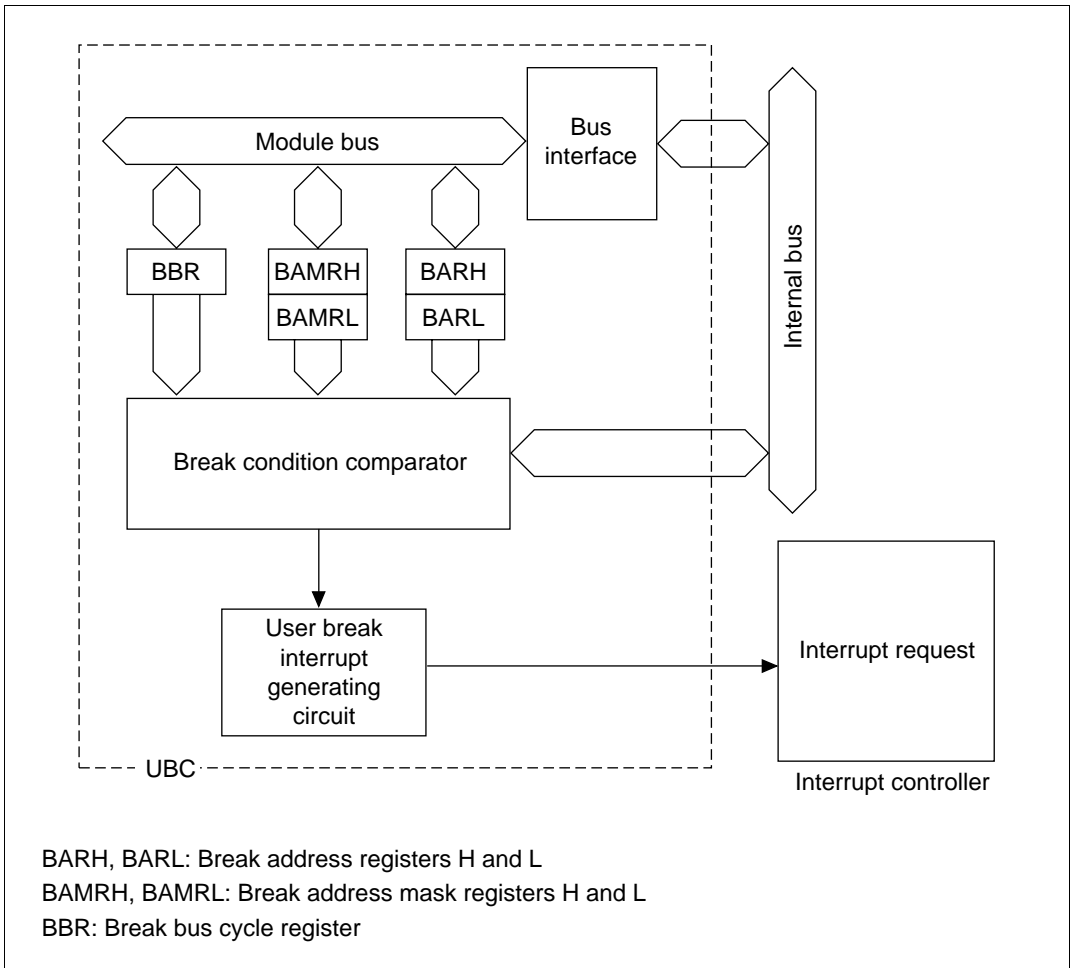 Bus
interface
Module bus
Internal bus
BBR
BAMRH
BARH
BAMRL
BARL
Break condition comparator
User break
interrupt
generating
circuit
Interrupt request
UBC
Interrupt controller
BARH, BARL: Break address registers H and L
BAMRH, BAMRL: Break address mask registers H and L
BBR: Break bus cycle register